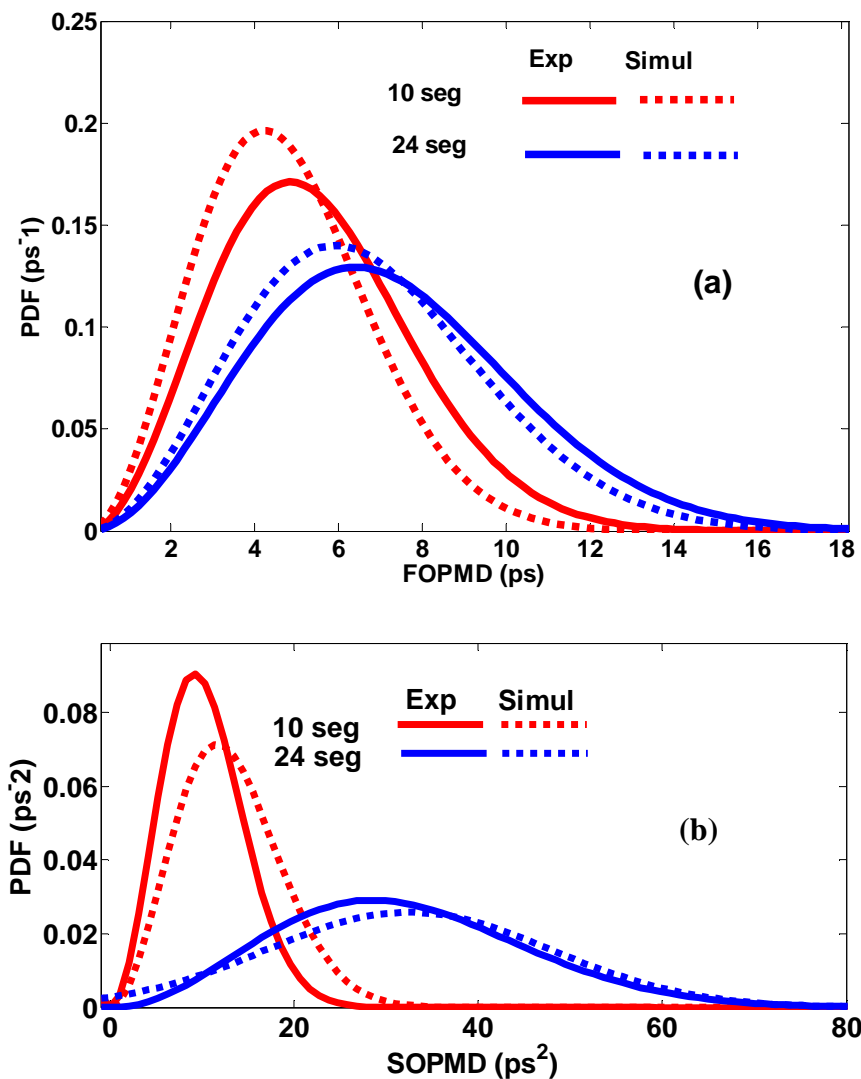 0.25
Exp Simul
10 seg
0.2
24 seg
0.15
PDF (ps-1)
(a)
0.1
0.05
0
2 4 6 8 10 12 14 16 18
FOPMD (ps)
Exp Simul
0.08
10 seg
24 seg
0.06
PDF (ps-2)
(b)
0.04
0.02
0
0 20 40 60 80
SOPMD (ps²)